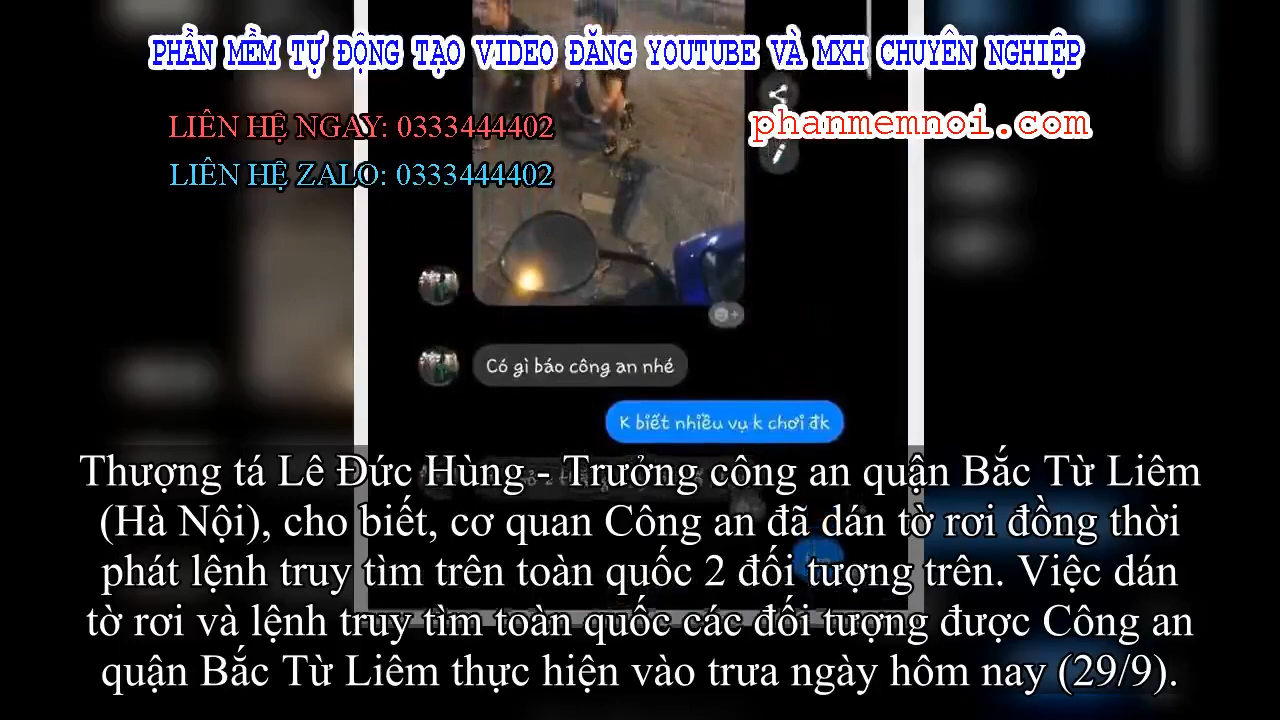 PHẦN MỀM TỰ ĐỘNG TẠO VIDEO ĐĂNG YOUTUBE VÀ MXH CHUYÊN NGHIỆP
LIÊN HỆ NGAY: 0333444402
phanmemnoi.com
LIÊN HỆ ZALO: 0333444402
Có gì báo công an nhé
K biết nhiều vụ k chơi đk
Thượng tá Lê Đức Hùng - Trưởng công an quận Bắc Từ Liêm
(Hà Nội), cho biết, cơ quan Công an đã dán tờ rơi đồng thời
phát lệnh truy tìm trên toàn quốc 2 đối tượng trên. Việc dán
tờ rơi và lệnh truy tìm toàn quốc các đối tượng được Công an
quận Bắc Từ Liêm thực hiện vào trưa ngày hôm nay (29/9).